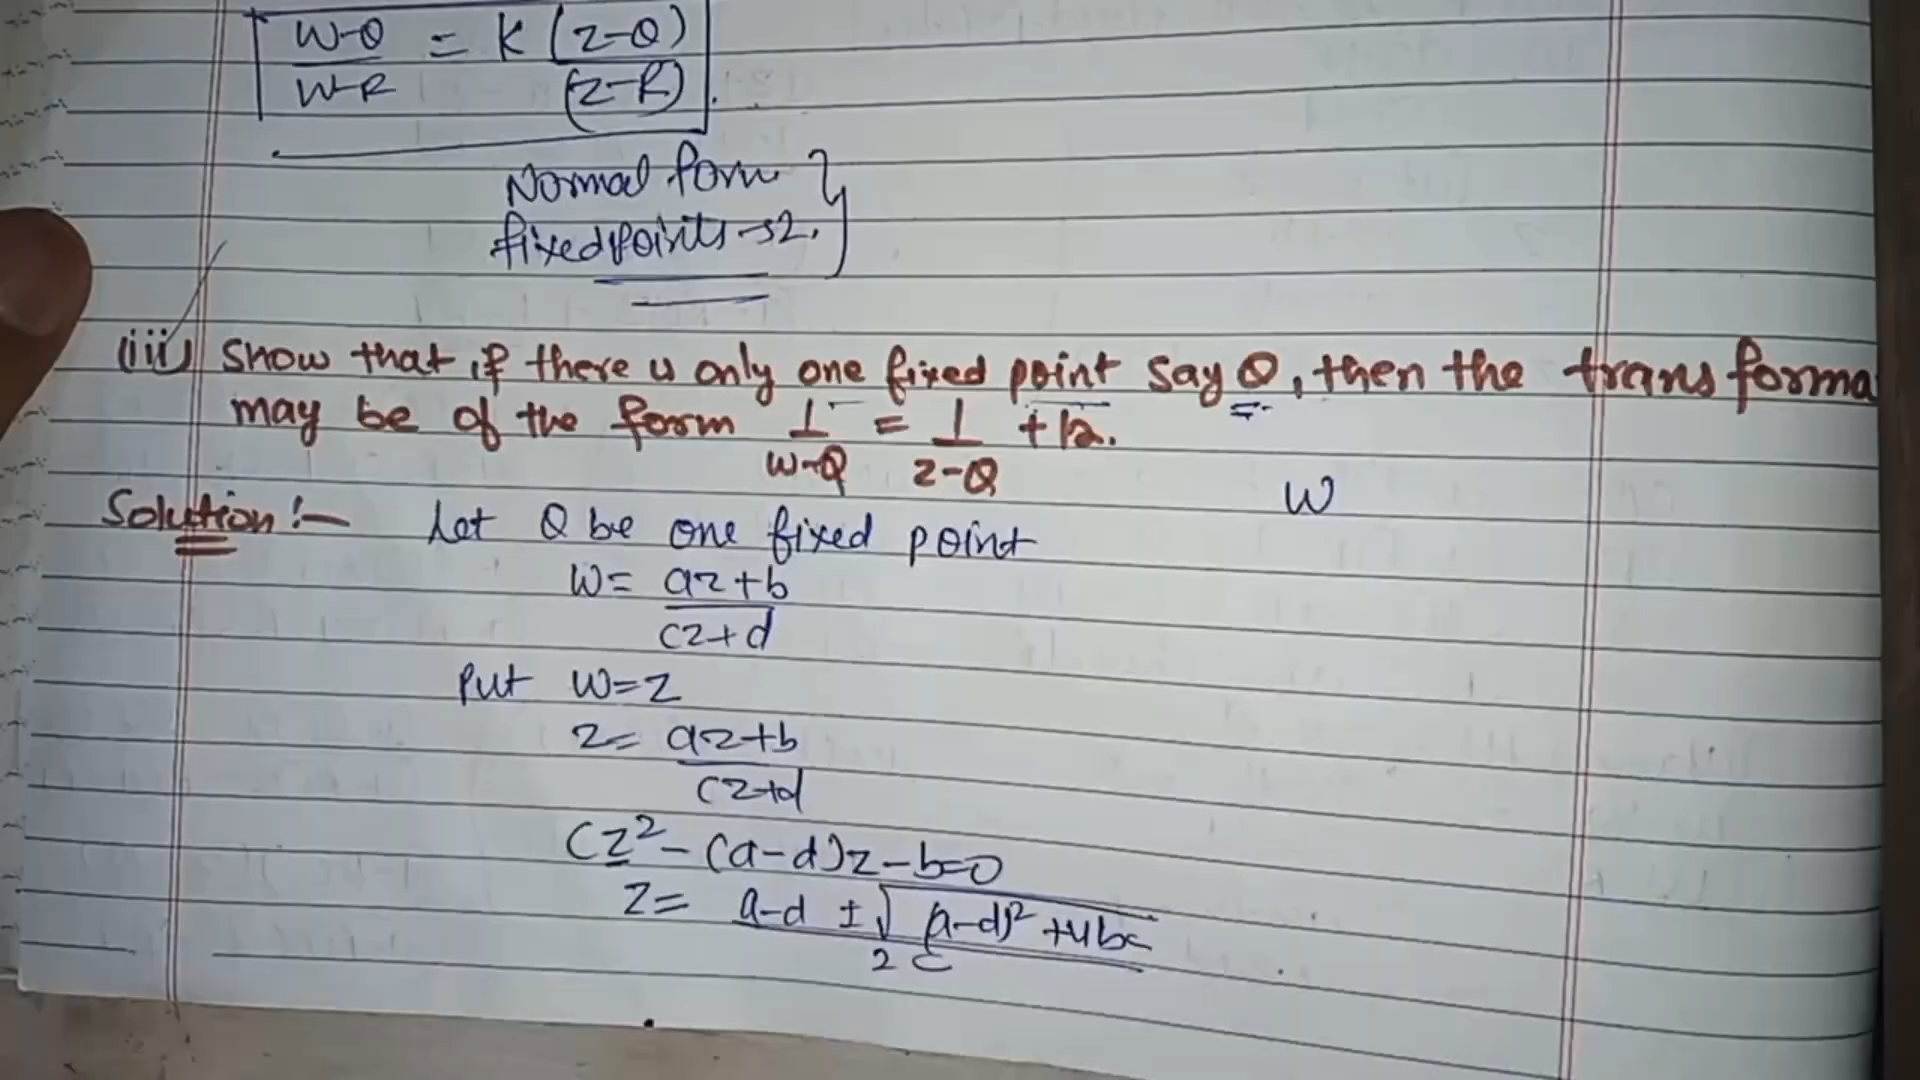 W-Q = K (z-Q)
W-R (z-R)
Normal form
fixed points → 2.
(iii) Show that if there is only one fixed point say Q, then the transforma
may be of the form 1 = 1 + k.
w-Q z-Q
W
Solution :- Let Q be one fixed point
W = az+b
cz+d
Put W=z
z = az+b
cz+d
Cz² - (a-d)z - b=0
z = a-d ± √(a-d)² +4bc
2c